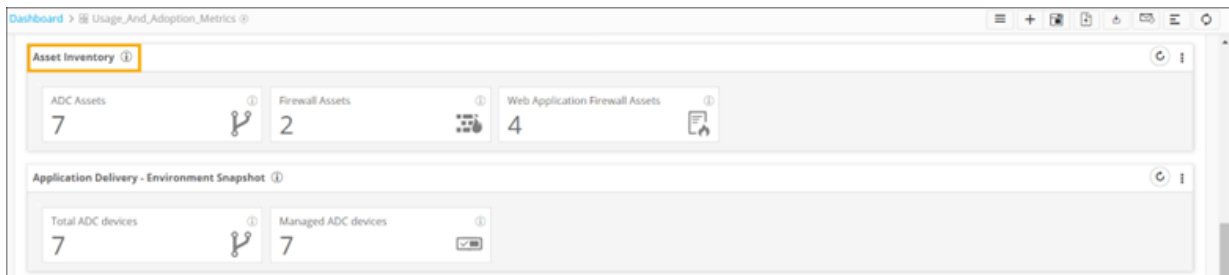 Dashboard > Usage_And_Adoption_Metrics
Asset Inventory
ADC Assets
7
Firewall Assets
2
Web Application Firewall Assets
4
Application Delivery - Environment Snapshot
Total ADC devices
7
Managed ADC devices
7